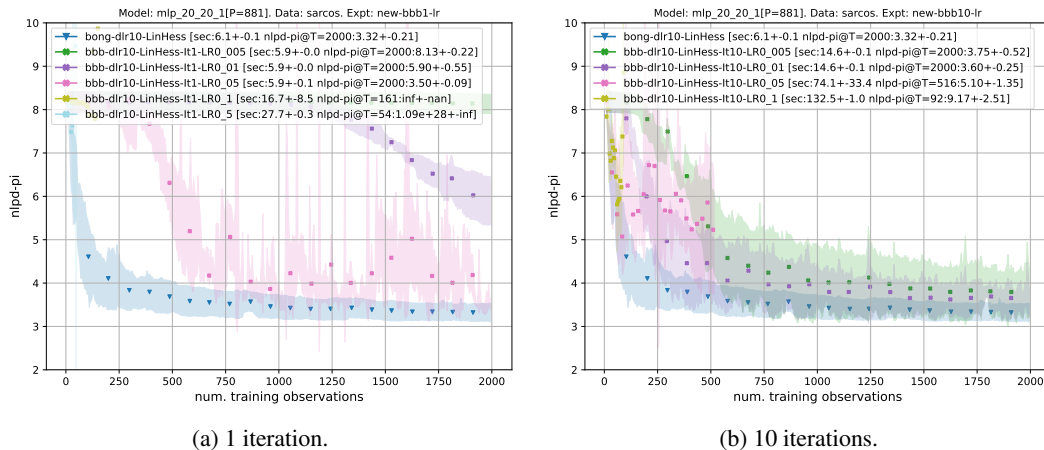 Model: mlp_20_20_1[P=881]. Data: sarcos. Expt: new-bbb1-lr
bong-dlr10-LinHess [sec:6.1+-0.1 nlpd-pi@T=2000:3.32+-0.21]
bbb-dlr10-LinHess-It1-LR0_005 [sec:5.9+-0.0 nlpd-pi@T=2000:8.13+-0.22]
bbb-dlr10-LinHess-It1-LR0_01 [sec:5.9+-0.0 nlpd-pi@T=2000:5.90+-0.55]
bbb-dlr10-LinHess-It1-LR0_05 [sec:5.9+-0.1 nlpd-pi@T=2000:3.50+-0.09]
bbb-dlr10-LinHess-It1-LR0_1 [sec:16.7+-8.5 nlpd-pi@T=161:inf+-nan]
bbb-dlr10-LinHess-It1-LR0_5 [sec:27.7+-0.3 nlpd-pi@T=54:1.09e+28+-inf]
10
9
8
7
6
5
4
3
2
nlpd-pi
0 250 500 750 1000 1250 1500 1750 2000
num. training observations
(a) 1 iteration.
Model: mlp_20_20_1[P=881]. Data: sarcos. Expt: new-bbb10-lr
bong-dlr10-LinHess [sec:6.1+-0.1 nlpd-pi@T=2000:3.32+-0.21]
bbb-dlr10-LinHess-It10-LR0_005 [sec:14.6+-0.1 nlpd-pi@T=2000:3.75+-0.52]
bbb-dlr10-LinHess-It10-LR0_01 [sec:14.6+-0.1 nlpd-pi@T=2000:3.60+-0.25]
bbb-dlr10-LinHess-It10-LR0_05 [sec:74.1+-33.4 nlpd-pi@T=516:5.10+-1.35]
bbb-dlr10-LinHess-It10-LR0_1 [sec:132.5+-1.0 nlpd-pi@T=92:9.17+-2.51]
10
9
8
7
6
5
4
3
2
nlpd-pi
0 250 500 750 1000 1250 1500 1750 2000
num. training observations
(b) 10 iterations.